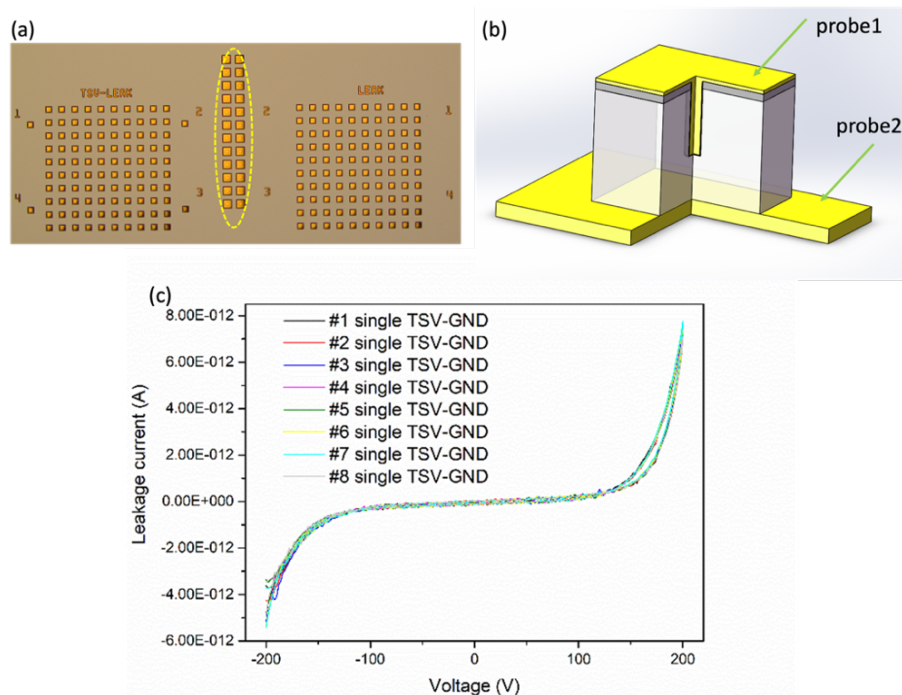 (a)
TSV-LEAK
LEAK
1
2
2
1
4
3
3
4
(b)
probe1
probe2
(c)
8.00E-012
6.00E-012
4.00E-012
2.00E-012
0.00E+000
-2.00E-012
-4.00E-012
-6.00E-012
Leakage current (A)
#1 single TSV-GND
#2 single TSV-GND
#3 single TSV-GND
#4 single TSV-GND
#5 single TSV-GND
#6 single TSV-GND
#7 single TSV-GND
#8 single TSV-GND
-200
-100
0
100
200
Voltage (V)